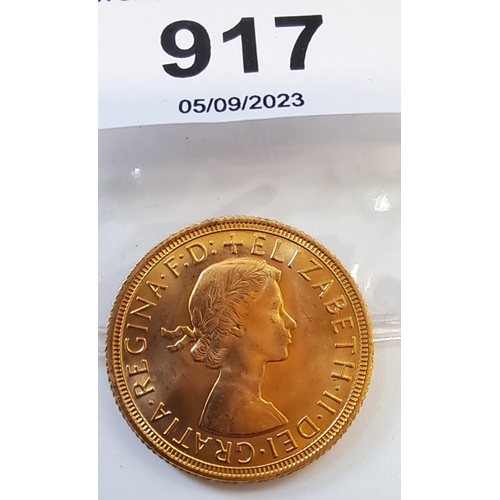 917
05/09/2023
+ ELIZABETH · II · DEI · GRATIA · REGINA · F: D: